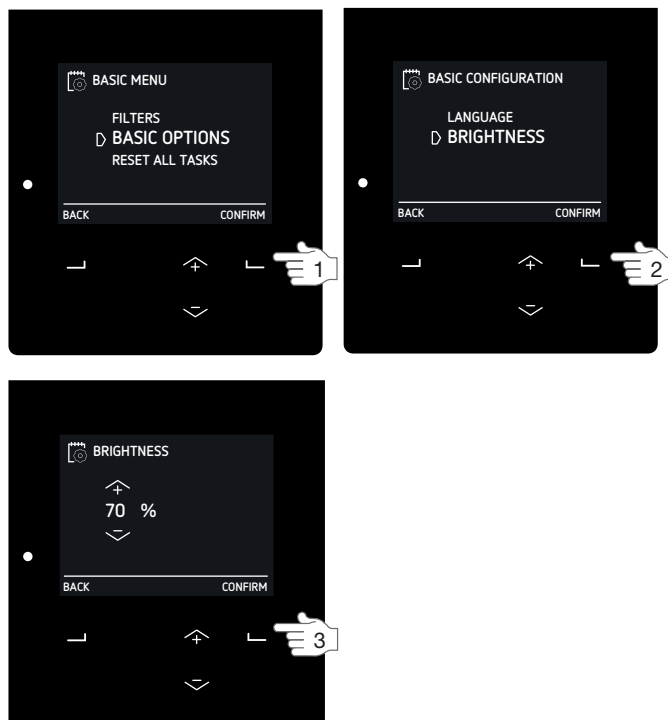 BASIC MENU
FILTERS
BASIC OPTIONS
RESET ALL TASKS
BACK CONFIRM
1
BASIC CONFIGURATION
LANGUAGE
BRIGHTNESS
BACK CONFIRM
2
BRIGHTNESS
70 %
BACK CONFIRM
3